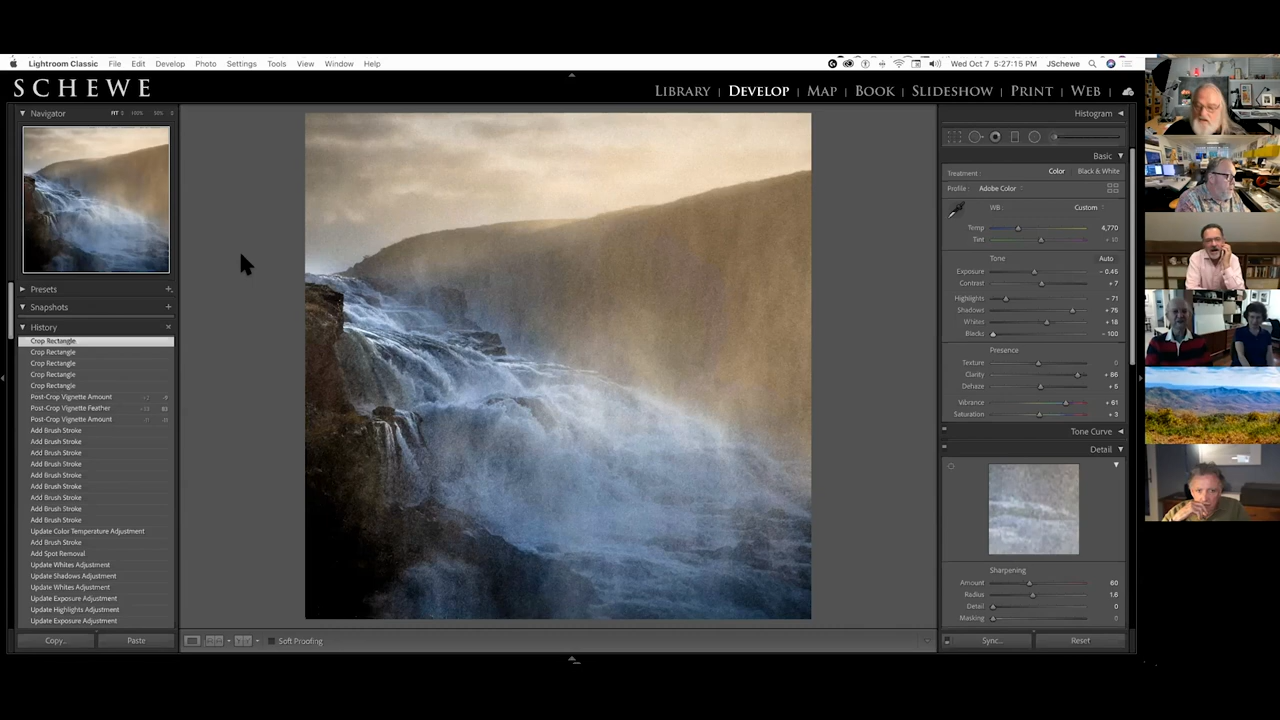 Lightroom Classic File Edit Develop Photo Settings Tools View Window Help Wed Oct 7 5:27:15 PM JSchewe
SCHEWE LIBRARY | DEVELOP | MAP | BOOK | SLIDESHOW | PRINT | WEB |
Navigator FIT 100% 50%
Presets
Snapshots
History
Crop Rectangle
Crop Rectangle
Crop Rectangle
Crop Rectangle
Crop Rectangle
Post-Crop Vignette Amount
Post-Crop Vignette Feather
Post-Crop Vignette Amount
Add Brush Stroke
Add Brush Stroke
Add Brush Stroke
Add Brush Stroke
Add Brush Stroke
Add Brush Stroke
Add Brush Stroke
Add Brush Stroke
Add Brush Stroke
Update Color Temperature Adjustment
Add Brush Stroke
Add Spot Removal
Update Whites Adjustment
Update Shadows Adjustment
Update Whites Adjustment
Update Exposure Adjustment
Update Highlights Adjustment
Update Exposure Adjustment
Copy... Paste
Soft Proofing
Histogram
Basic
Treatment: Color Black & White
Profile: Adobe Color
WB: Custom
Temp 4,770
Tint + 10
Tone Auto
Exposure - 0.45
Contrast + 7
Highlights - 71
Shadows + 75
Whites + 18
Blacks - 100
Presence
Texture 0
Clarity + 86
Dehaze + 5
Vibrance + 61
Saturation + 3
Tone Curve
Detail
Sharpening
Amount 60
Radius 1.6
Detail 0
Masking 0
Sync... Reset